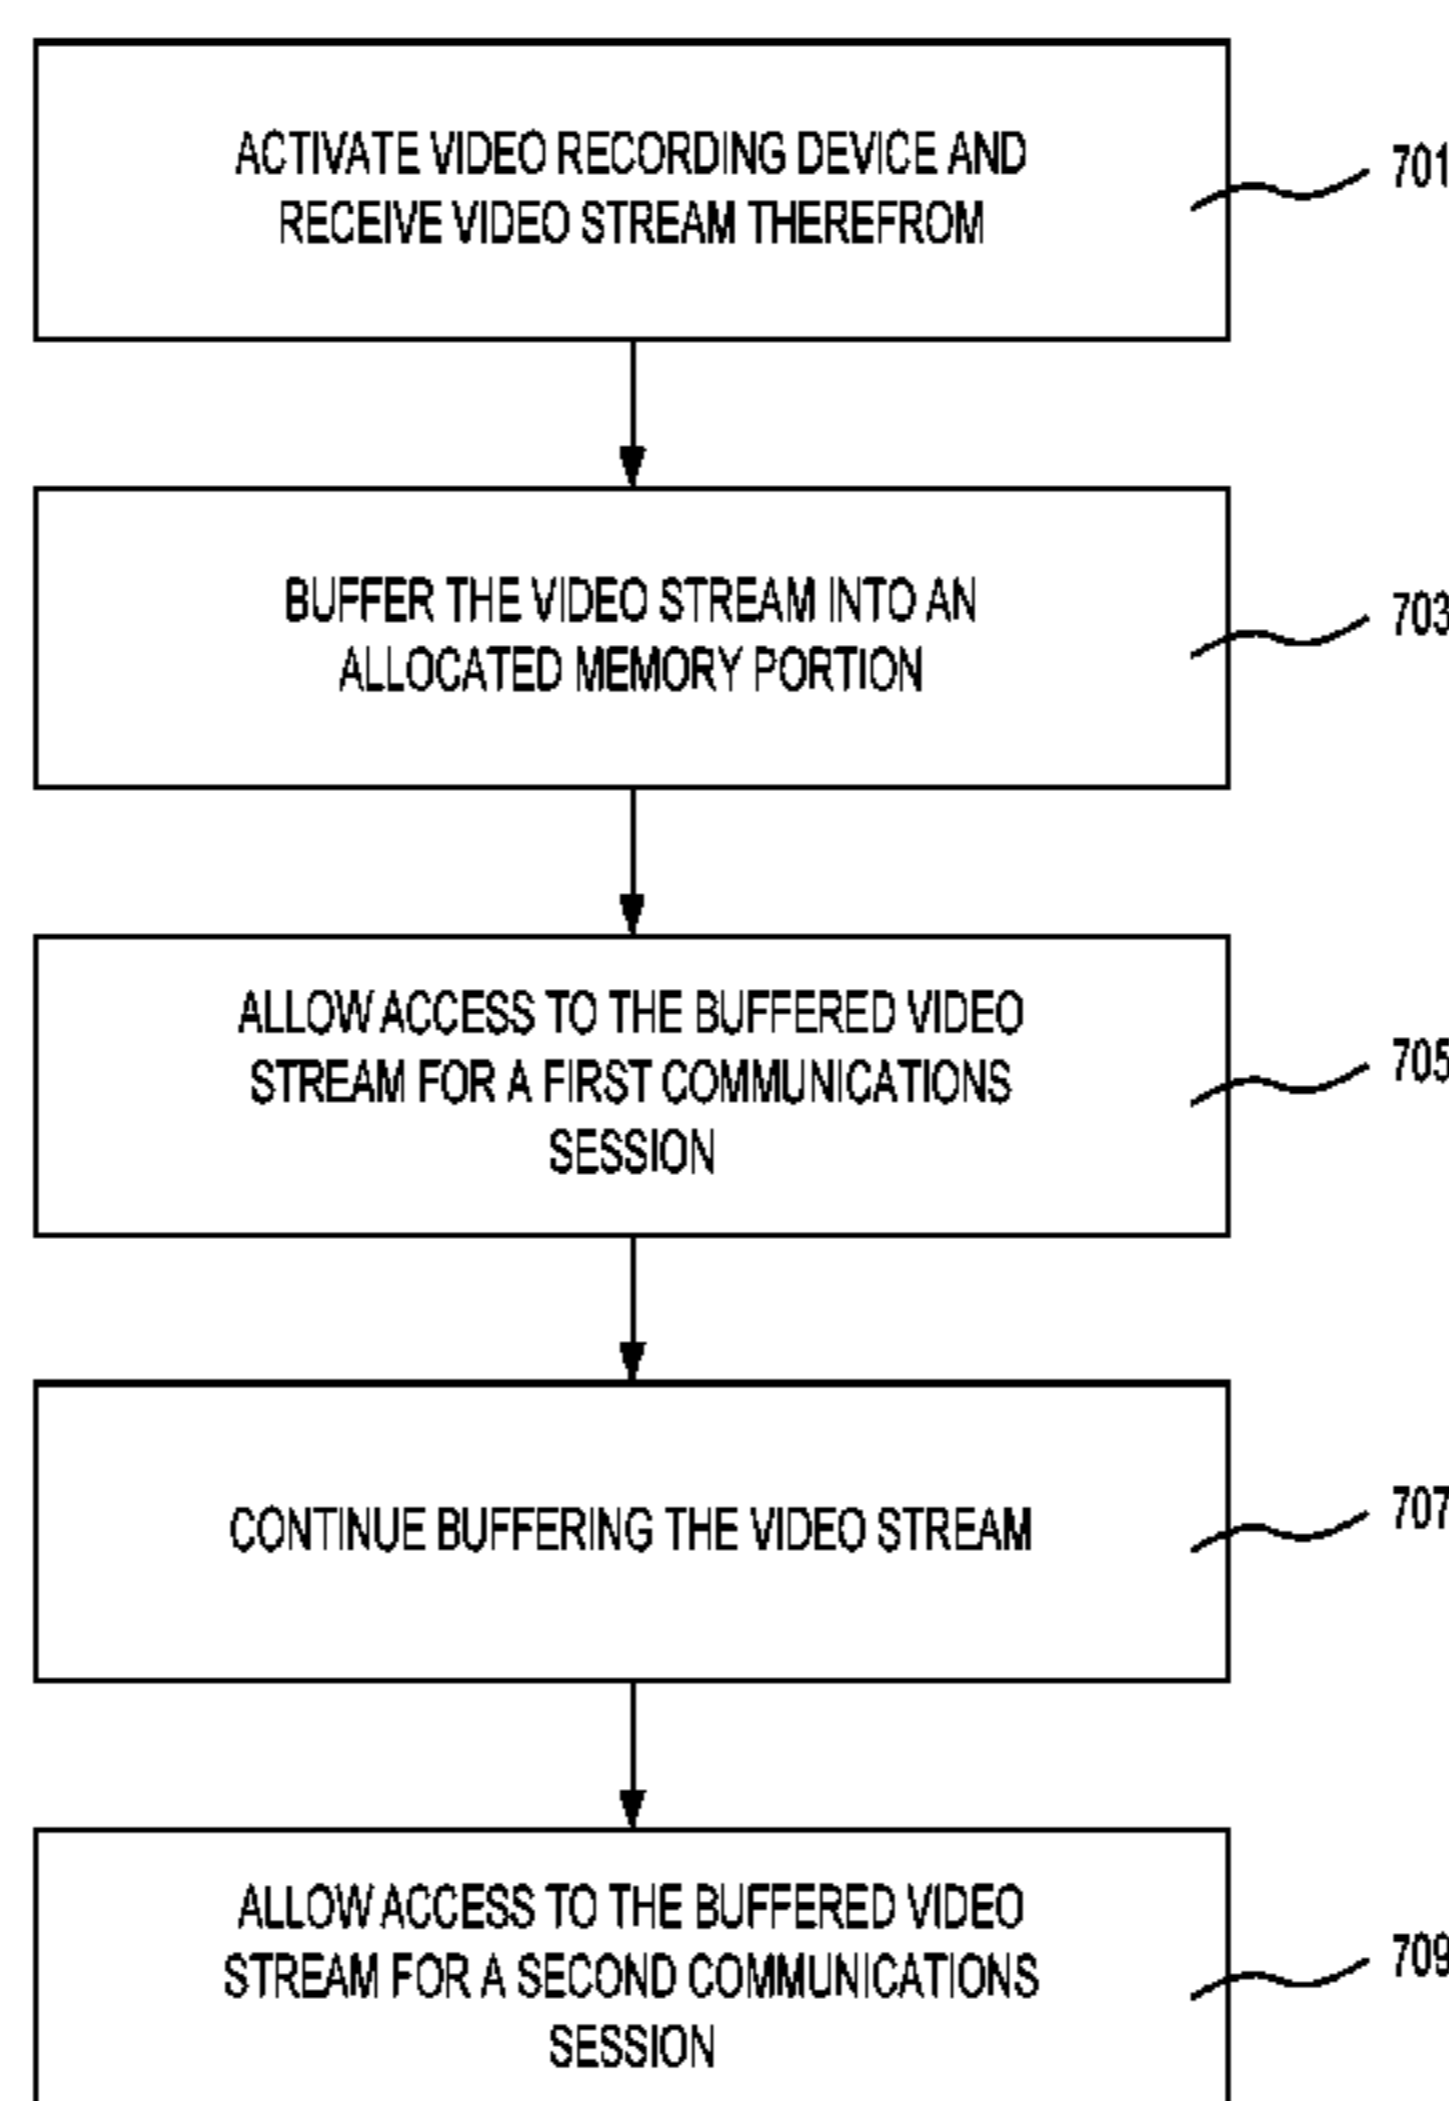 ACTIVATE VIDEO RECORDING DEVICE AND
RECEIVE VIDEO STREAM THEREFROM
701
BUFFER THE VIDEO STREAM INTO AN
ALLOCATED MEMORY PORTION
703
ALLOW ACCESS TO THE BUFFERED VIDEO
STREAM FOR A FIRST COMMUNICATIONS
SESSION
705
CONTINUE BUFFERING THE VIDEO STREAM
707
ALLOW ACCESS TO THE BUFFERED VIDEO
STREAM FOR A SECOND COMMUNICATIONS
SESSION
709